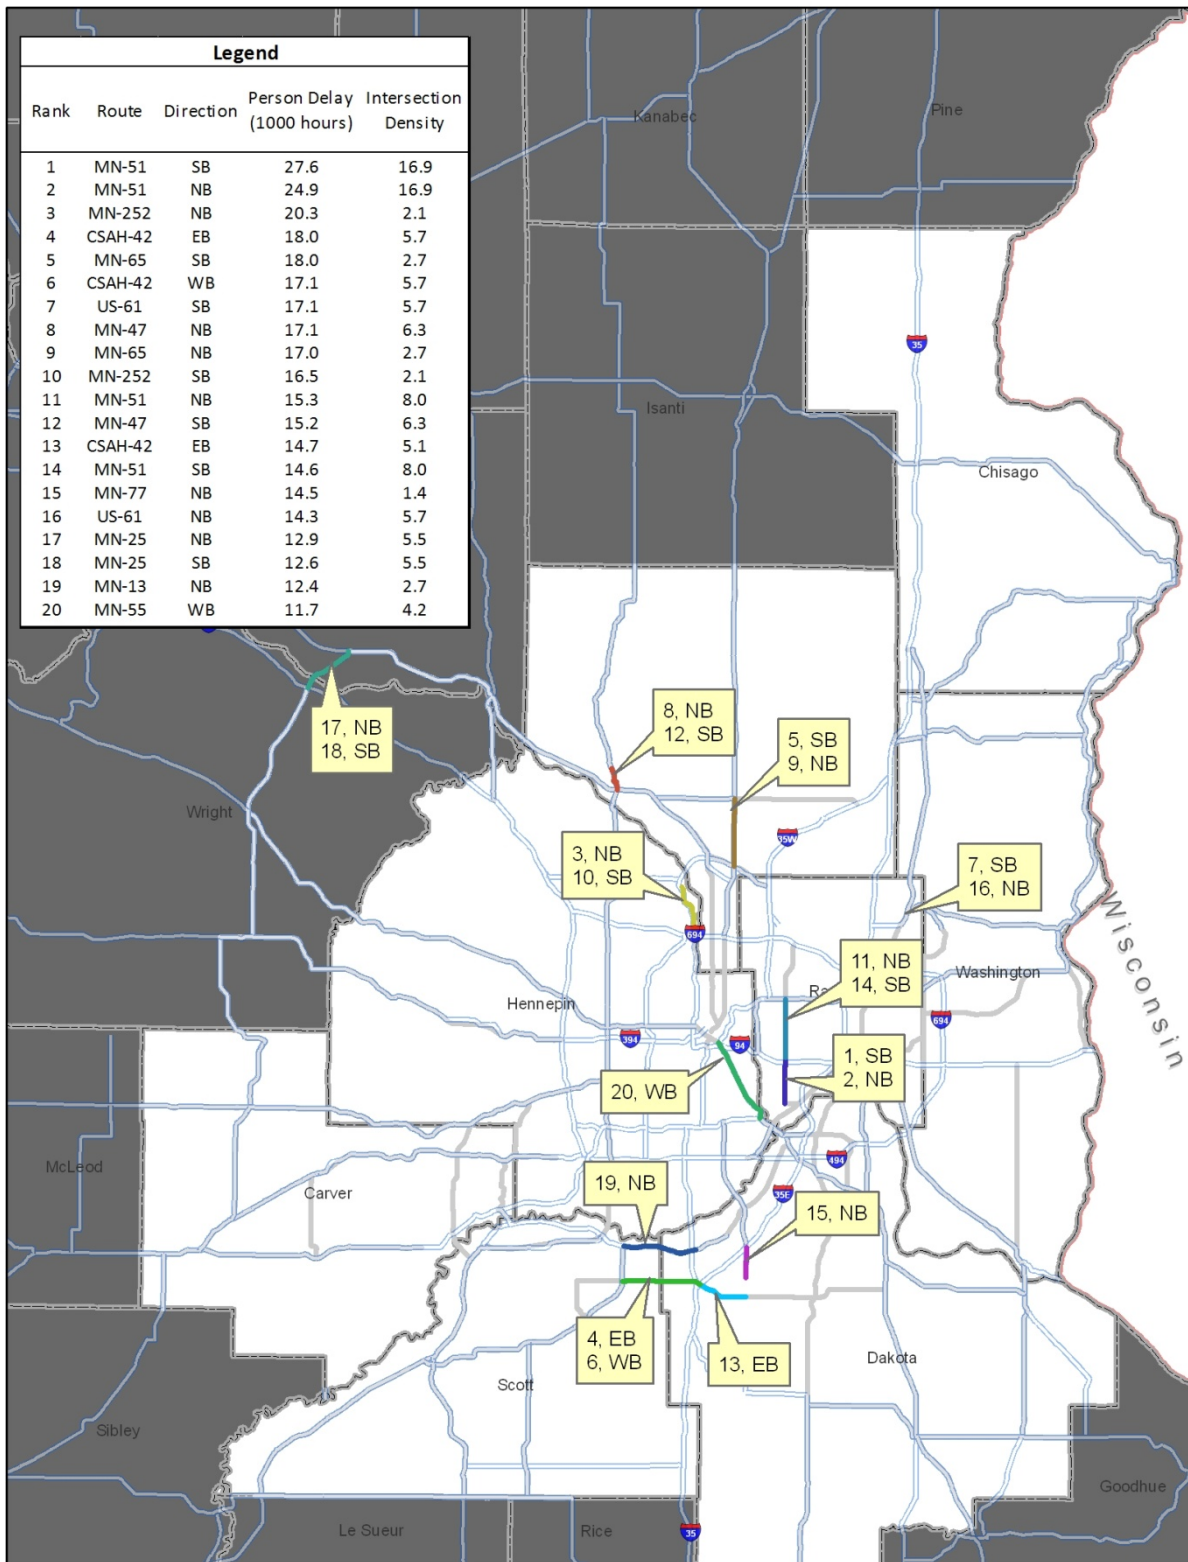 Legend
Rank Route Direction Person Delay (1000 hours) Intersection Density
1 MN-51 SB 27.6 16.9
2 MN-51 NB 24.9 16.9
3 MN-252 NB 20.3 2.1
4 CSAH-42 EB 18.0 5.7
5 MN-65 SB 18.0 2.7
6 CSAH-42 WB 17.1 5.7
7 US-61 SB 17.1 5.7
8 MN-47 NB 17.1 6.3
9 MN-65 NB 17.0 2.7
10 MN-252 SB 16.5 2.1
11 MN-51 NB 15.3 8.0
12 MN-47 SB 15.2 6.3
13 CSAH-42 EB 14.7 5.1
14 MN-51 SB 14.6 8.0
15 MN-77 NB 14.5 1.4
16 US-61 NB 14.3 5.7
17 MN-25 NB 12.9 5.5
18 MN-25 SB 12.6 5.5
19 MN-13 NB 12.4 2.7
20 MN-55 WB 11.7 4.2
Kanabec
Pine
35
Isanti
Chisago
17, NB
18, SB
8, NB
12, SB
5, SB
9, NB
Wright
35W
3, NB
10, SB
7, SB
16, NB
694
Wisconsin
11, NB
14, SB
Washington
Hennepin
Ra
694
394
94
1, SB
2, NB
20, WB
McLeod
494
Carver
19, NB
35E
15, NB
4, EB
6, WB
13, EB
Dakota
Scott
Sibley
Goodhue
Le Sueur
Rice
35